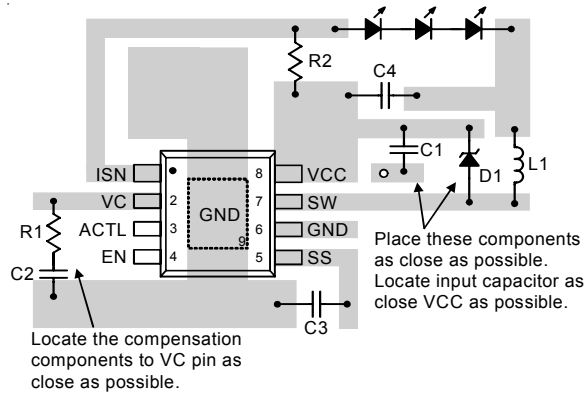 R2
C4
ISN
VC
ACTL
EN
2
3
4
GND
9
8
7
6
5
VCC
SW
GND
SS
C1
D1
L1
R1
C2
C3
Place these components
as close as possible.
Locate input capacitor as
close VCC as possible.
Locate the compensation
components to VC pin as
close as possible.